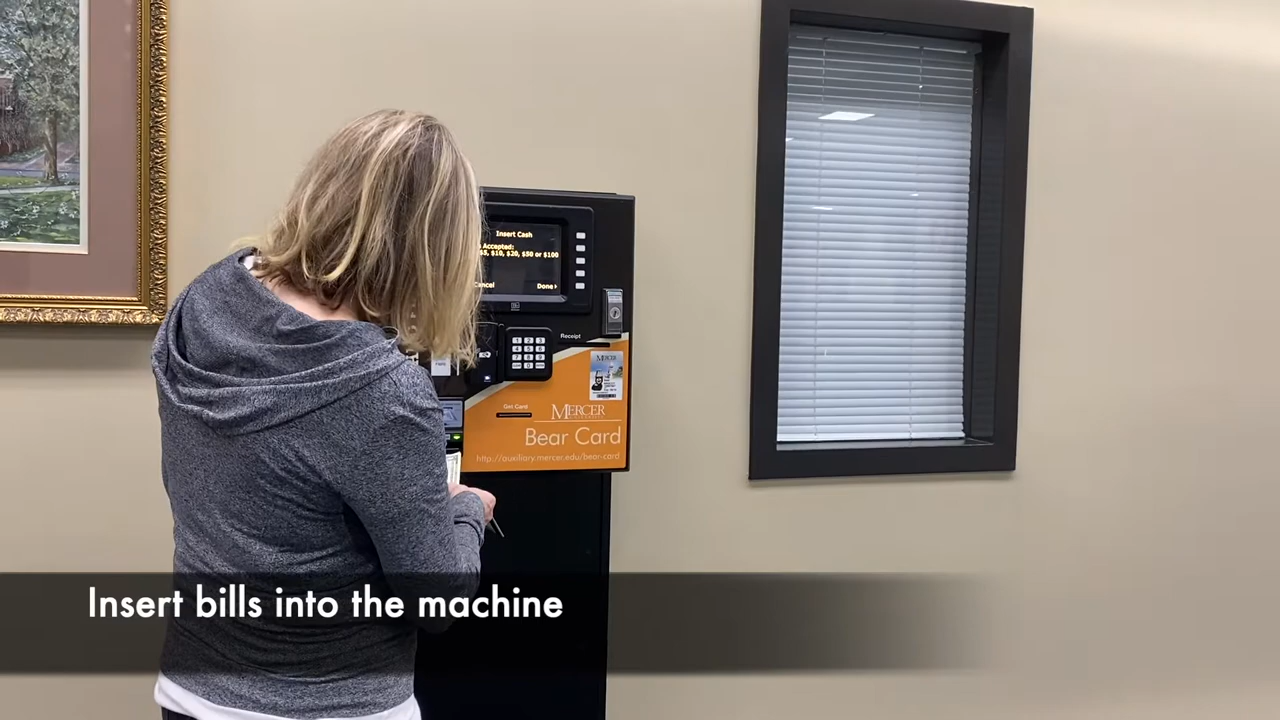 Insert Cash
Accepted:
$5, $10, $20, $50 or $100
Done
Receipt
MERCER
Get Card
MERCER
Bear Card
http://auxiliary.mercer.edu/bear-card
Insert bills into the machine